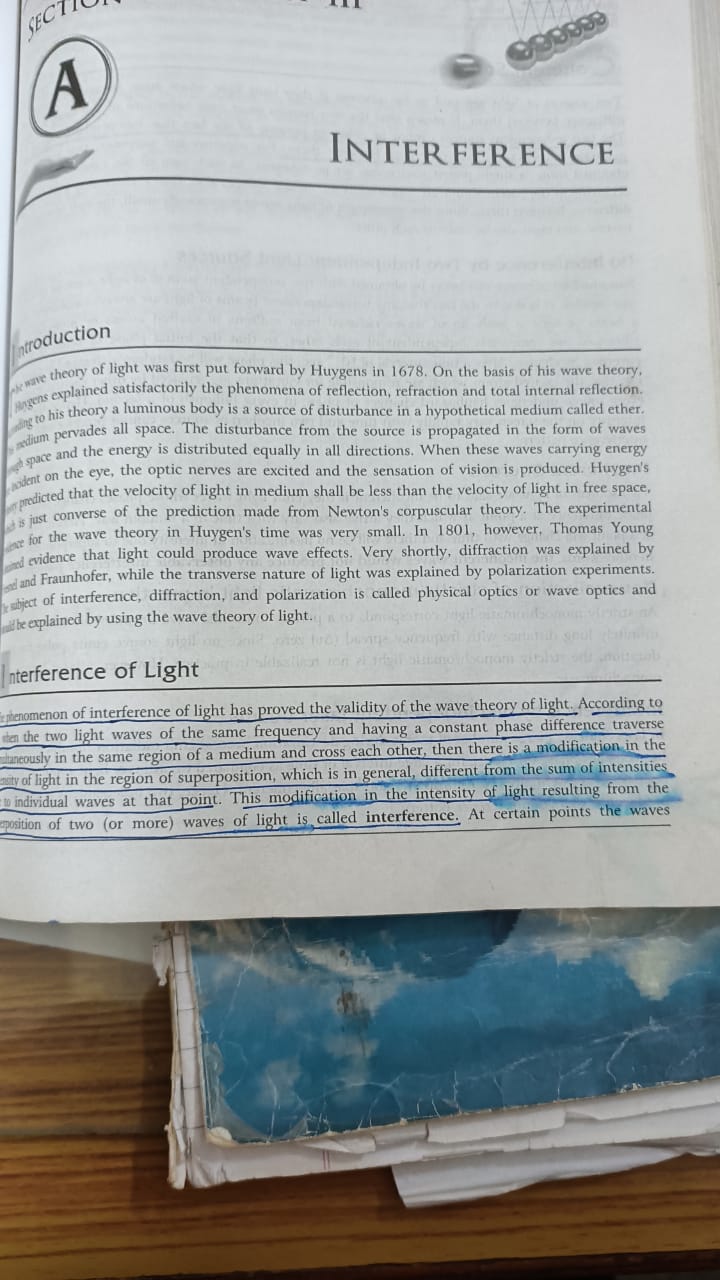 SECTION
III
A
INTERFERENCE
Introduction
wave theory of light was first put forward by Huygens in 1678. On the basis of his wave theory,
Huygens explained satisfactorily the phenomena of reflection, refraction and total internal reflection.
to his theory a luminous body is a source of disturbance in a hypothetical medium called ether.
medium pervades all space. The disturbance from the source is propagated in the form of waves
space and the energy is distributed equally in all directions. When these waves carrying energy
incident on the eye, the optic nerves are excited and the sensation of vision is produced. Huygen's
predicted that the velocity of light in medium shall be less than the velocity of light in free space,
is just converse of the prediction made from Newton's corpuscular theory. The experimental
for the wave theory in Huygen's time was very small. In 1801, however, Thomas Young
evidence that light could produce wave effects. Very shortly, diffraction was explained by
and Fraunhofer, while the transverse nature of light was explained by polarization experiments.
subject of interference, diffraction, and polarization is called physical optics or wave optics and
be explained by using the wave theory of light.
Interference of Light
phenomenon of interference of light has proved the validity of the wave theory of light. According to
when the two light waves of the same frequency and having a constant phase difference traverse
in the same region of a medium and cross each other, then there is a modification in the
of light in the region of superposition, which is in general, different from the sum of intensities
to individual waves at that point. This modification in the intensity of light resulting from the
of two (or more) waves of light is called interference. At certain points the waves